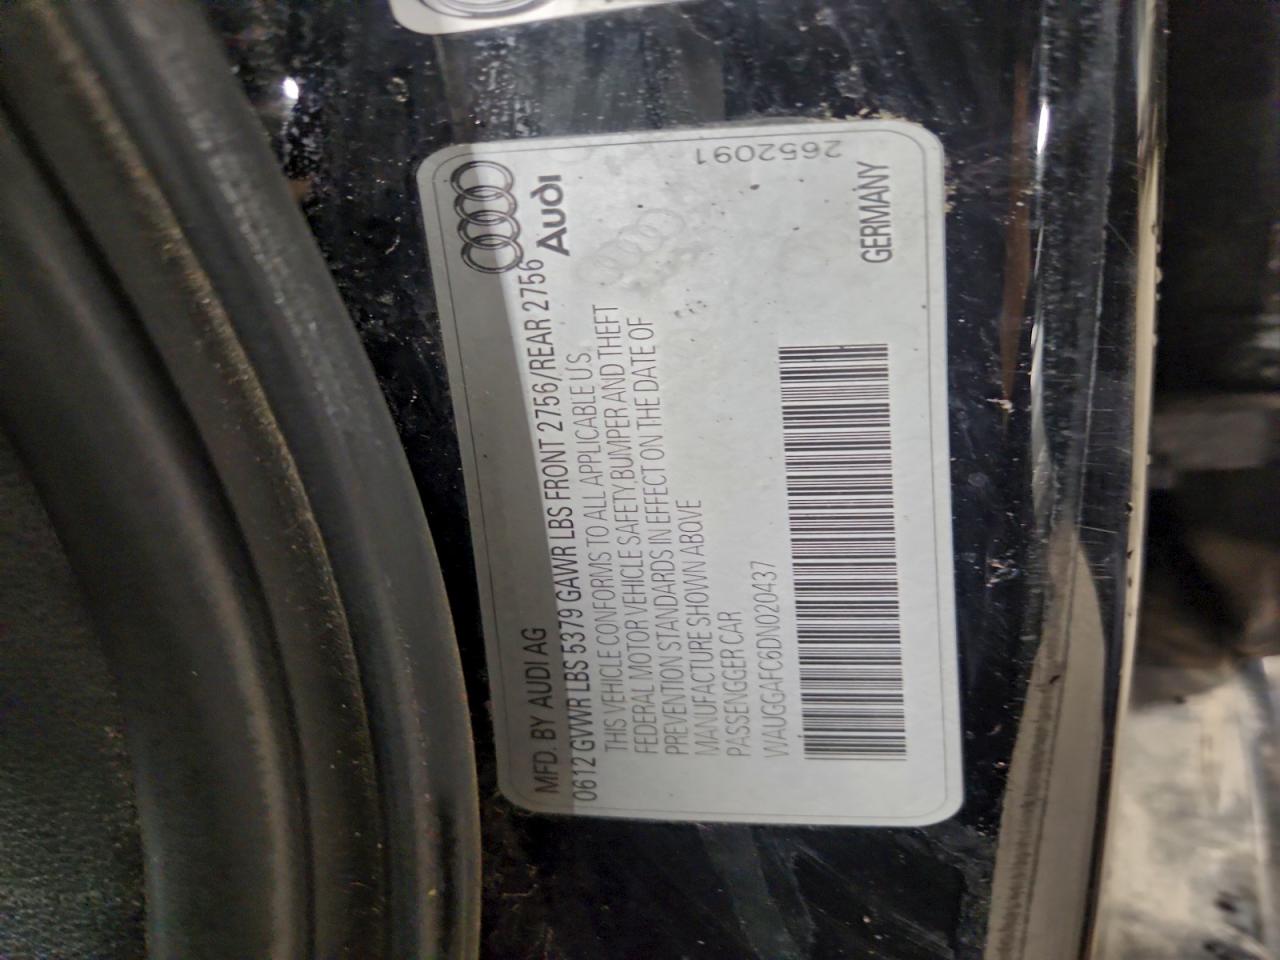 Audi
MFD. BY AUDI AG
0612 GVWR LBS 5379 GAWR LBS FRONT 2756/REAR 2756
THIS VEHICLE CONFORMS TO ALL APPLICABLE U.S.
FEDERAL MOTOR VEHICLE SAFETY,BUMPER AND THEFT
PREVENTION STANDARDS IN EFFECT ON THE DATE OF
MANUFACTURE SHOWN ABOVE
PASSENGGER CAR
WAUGGAFC6DN020437
GERMANY
2652091